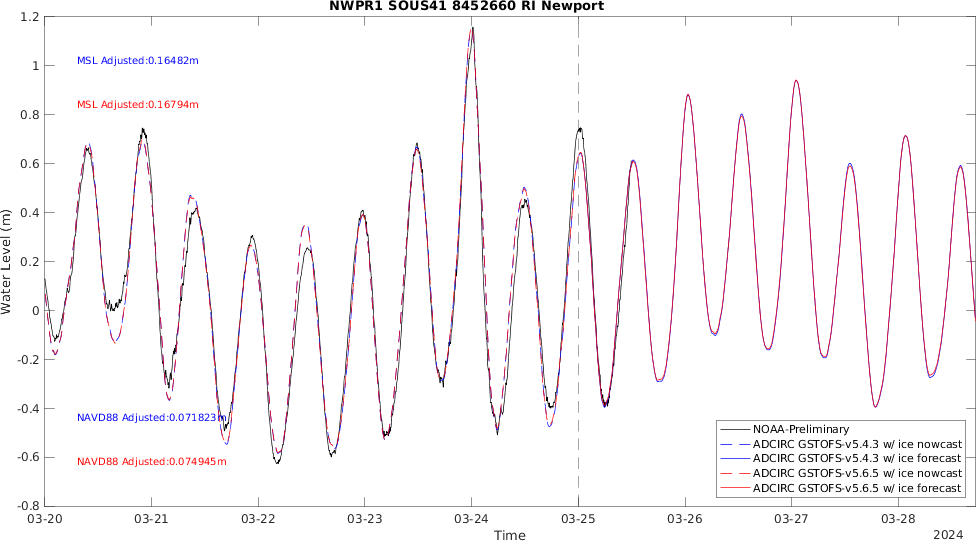 NWPR1 SOUS41 8452660 RI Newport
1.2
1
0.8
0.6
0.4
0.2
0
-0.2
-0.4
-0.6
-0.8
Water Level (m)
MSL Adjusted:0.16482m
MSL Adjusted:0.16794m
NAVD88 Adjusted:0.071823m
NAVD88 Adjusted:0.074945m
NOAA-Preliminary
ADCIRC GSTOFS-v5.4.3 w/ ice nowcast
ADCIRC GSTOFS-v5.4.3 w/ ice forecast
ADCIRC GSTOFS-v5.6.5 w/ ice nowcast
ADCIRC GSTOFS-v5.6.5 w/ ice forecast
03-20 03-21 03-22 03-23 03-24 03-25 03-26 03-27 03-28
2024
Time